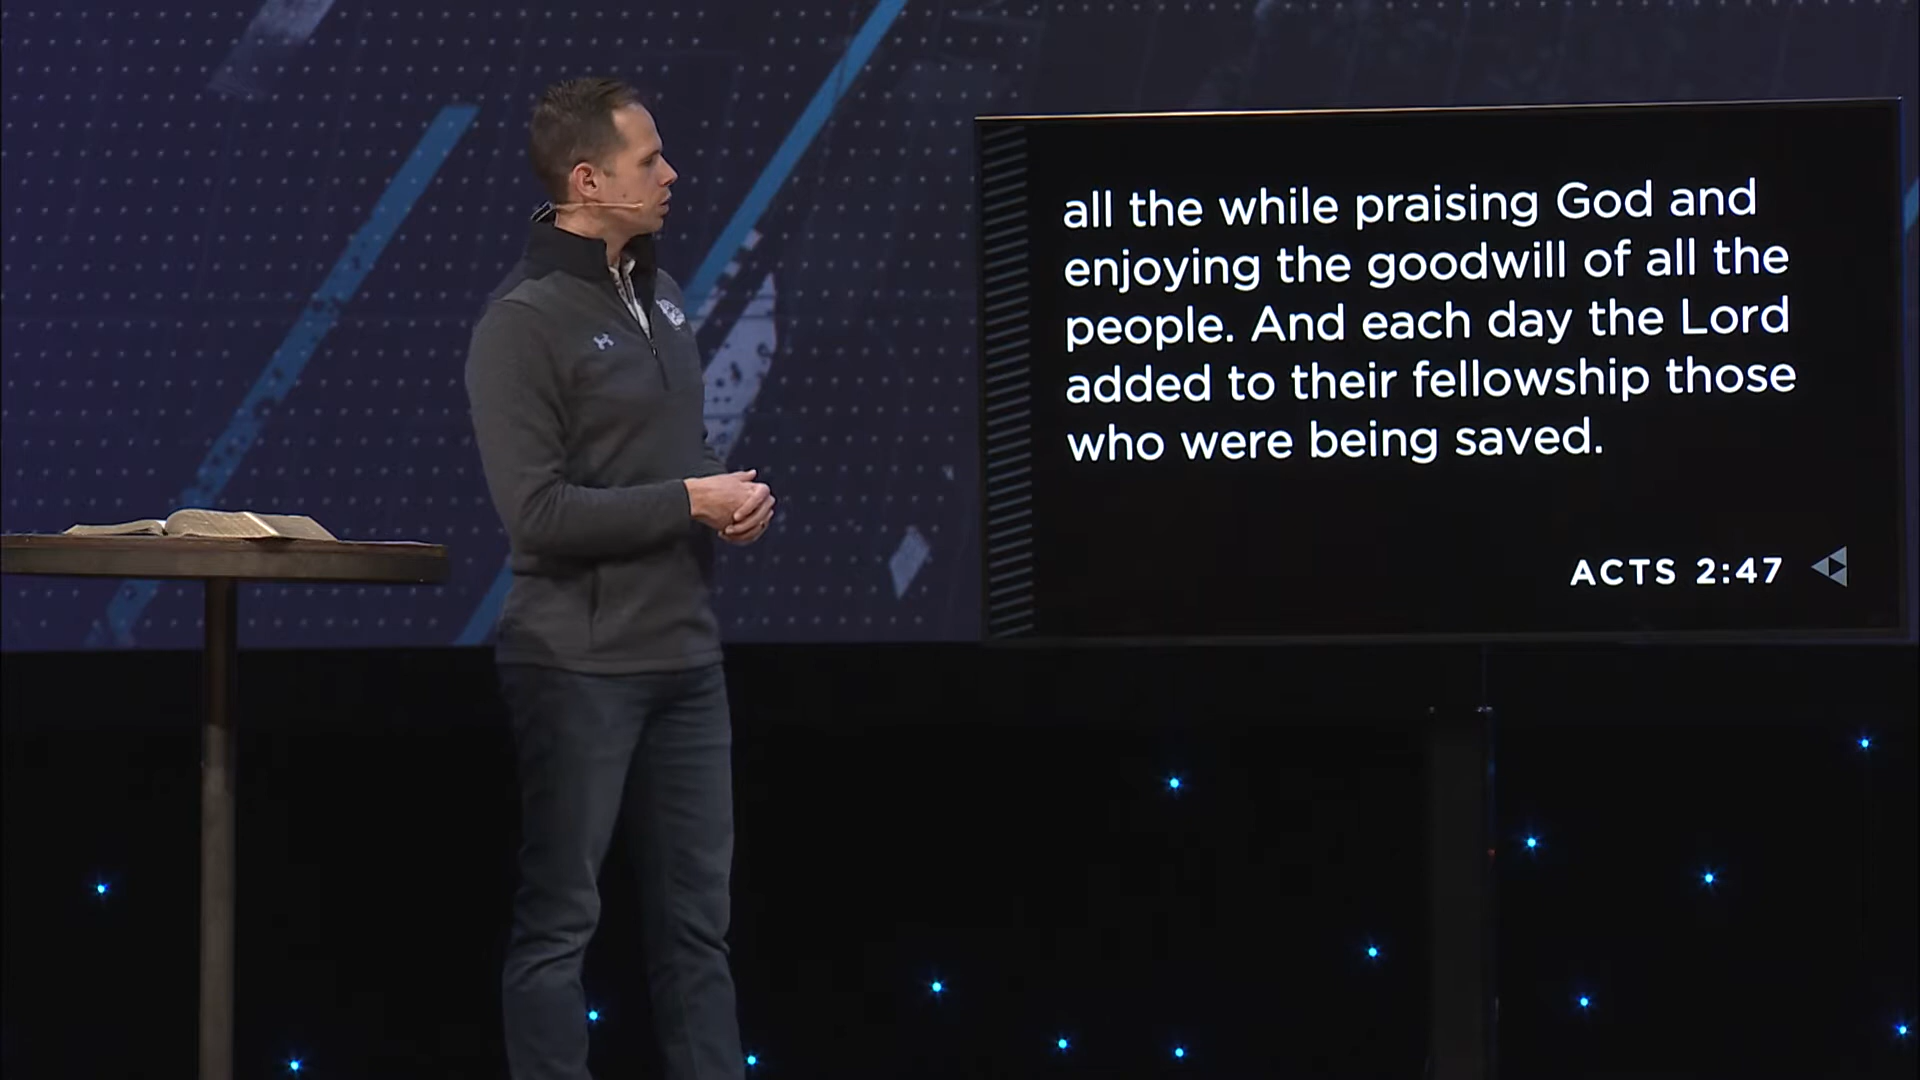 all the while praising God and
enjoying the goodwill of all the
people. And each day the Lord
added to their fellowship those
who were being saved.
ACTS 2:47